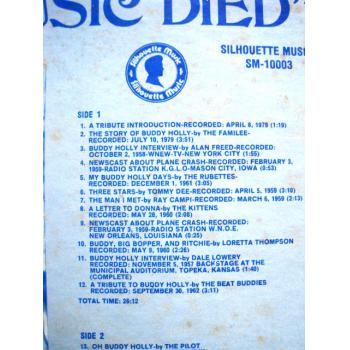 USIC DIED"
SILHOUETTE MUSI
SM-10003
Silhouette Music
Silhouette Music
SIDE 1
1. A TRIBUTE INTRODUCTION-RECORDED: APRIL 8, 1979 (1:19)
2. THE STORY OF BUDDY HOLLY-by THE FAMILEE-
RECORDED: JULY 10, 1979 (3:51)
3. BUDDY HOLLY INTERVIEW-by ALAN FREED-RECORDED:
OCTOBER 2, 1958-WNEW-TV-NEW YORK CITY (1:55)
4. NEWSCAST ABOUT PLANE CRASH-RECORDED: FEBRUARY 3,
1959-RADIO STATION K.G.L.O-MASON CITY, IOWA (0:53)
5. MY BUDDY HOLLY DAYS-by THE RUBETTES-
RECORDED: DECEMBER 1, 1961 (3:05)
6. THREE STARS-by TOMMY DEE-RECORDED: APRIL 5, 1959 (3:10)
7. THE MAN I MET-by RAY CAMPI-RECORDED: MARCH 6, 1959 (2:13)
8. A LETTER TO DONNA-by THE KITTENS
RECORDED: MAY 28, 1960 (2:08)
9. NEWSCAST ABOUT PLANE CRASH-RECORDED:
FEBRUARY 3, 1959-RADIO STATION W.N.O.E.
NEW ORLEANS, LOUISIANA (0:25)
10. BUDDY, BIG BOPPER, AND RITCHIE-by LORETTA THOMPSON
RECORDED: MAY 9, 1960 (2:26)
11. BUDDY HOLLY INTERVIEW-by DALE LOWERY
RECORDED: NOVEMBER 5, 1957 BACKSTAGE AT THE
MUNICIPAL AUDITORIUM, TOPEKA, KANSAS (1:40)
(COMPLETE)
12. A TRIBUTE TO BUDDY HOLLY-by THE BEAT BUDDIES
RECORDED: SEPTEMBER 30, 1962 (3:11)
TOTAL TIME: 26:12
SIDE 2
13. OH BUDDY HOLLY-by THE PILOT